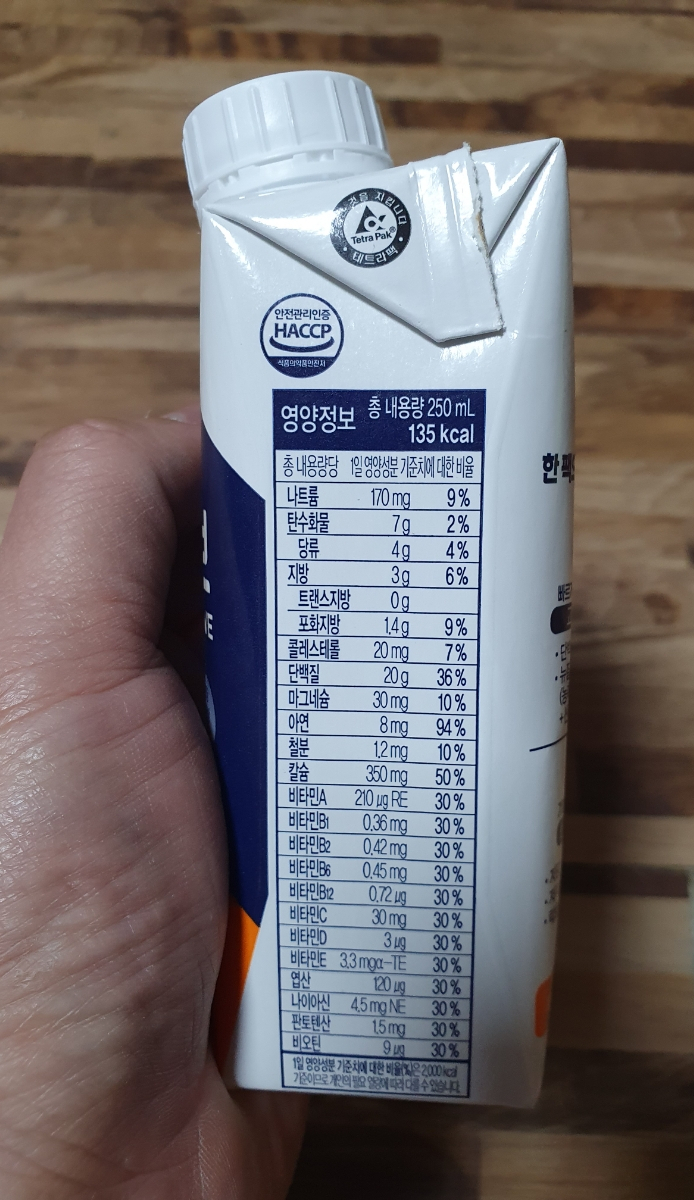 것을 지킵니다
Tetra Pak®
테트라팩
안전관리인증
HACCP
식품의약품안전처
영양정보 총 내용량 250 mL
135 kcal
총 내용량당 1일 영양성분 기준치에 대한 비율
나트륨 170 mg 9 %
탄수화물 7 g 2 %
당류 4 g 4 %
지방 3 g 6 %
트랜스지방 0 g
포화지방 1.4 g 9 %
콜레스테롤 20 mg 7 %
단백질 20 g 36 %
마그네슘 30 mg 10 %
아연 8 mg 94 %
철분 1.2 mg 10 %
칼슘 350 mg 50 %
비타민A 210 μg RE 30 %
비타민B1 0.36 mg 30 %
비타민B2 0.42 mg 30 %
비타민B6 0.45 mg 30 %
비타민B12 0.72 μg 30 %
비타민C 30 mg 30 %
비타민D 3 μg 30 %
비타민E 3.3 mgα-TE 30 %
엽산 120 μg 30 %
나이아신 4.5 mg NE 30 %
판토텐산 1.5 mg 30 %
비오틴 9 μg 30 %
1일 영양성분 기준치에 대한 비율(%)은 2,000 kcal
기준이므로 개인의 필요 열량에 따라 다를 수 있습니다.
한 팩